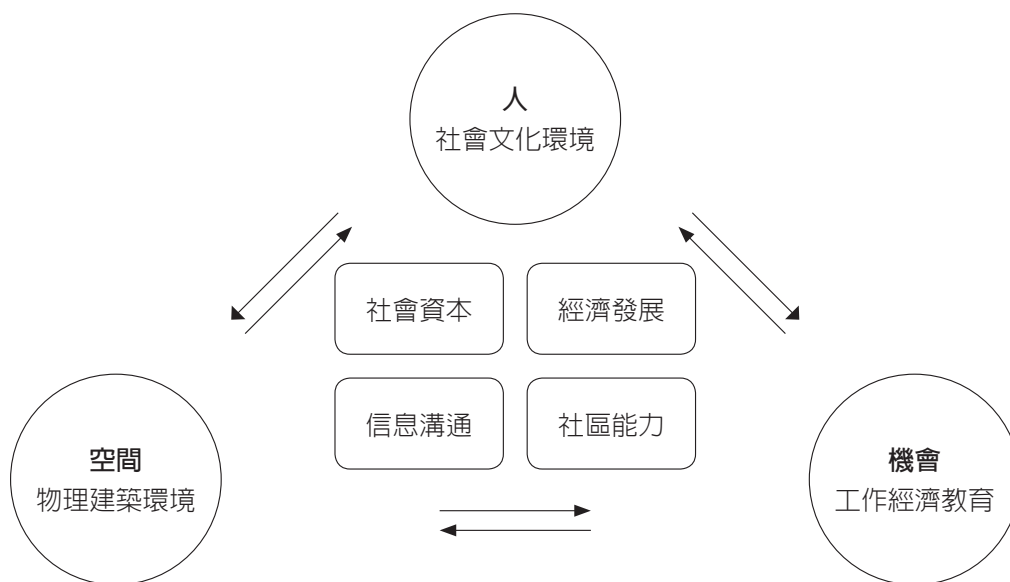 人
社會文化環境
社會資本
經濟發展
信息溝通
社區能力
空間
物理建築環境
機會
工作經濟教育